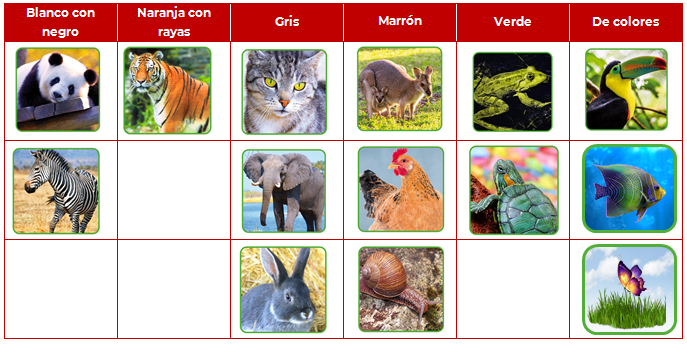 Blanco con
negro
Naranja con
rayas
Gris
Marrón
Verde
De colores